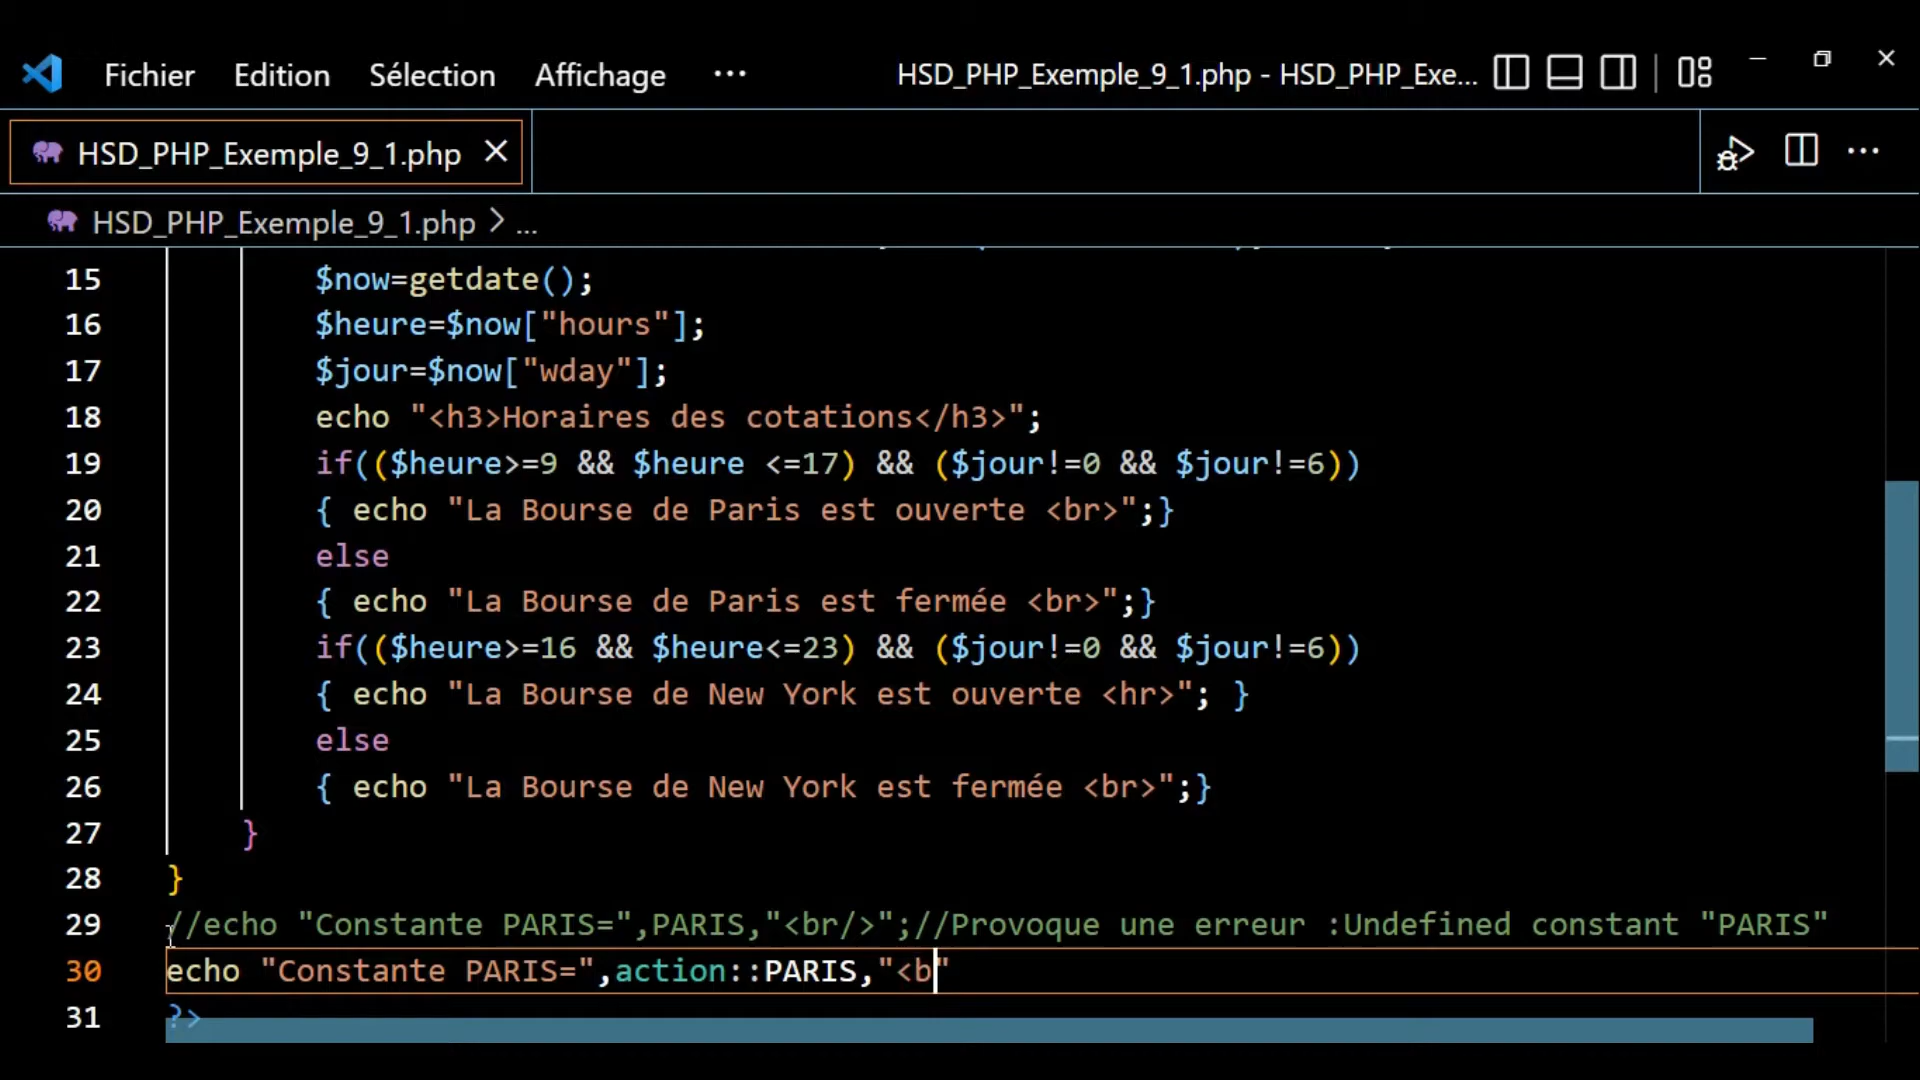 Fichier Edition Sélection Affichage ... HSD_PHP_Exemple_9_1.php - HSD_PHP_Exe...
HSD_PHP_Exemple_9_1.php
HSD_PHP_Exemple_9_1.php > ...
15 $now=getdate();
16 $heure=$now["hours"];
17 $jour=$now["wday"];
18 echo "<h3>Horaires des cotations</h3>";
19 if(($heure>=9 && $heure <=17) && ($jour!=0 && $jour!=6))
20 { echo "La Bourse de Paris est ouverte <br>";}
21 else
22 { echo "La Bourse de Paris est fermée <br>";}
23 if(($heure>=16 && $heure<=23) && ($jour!=0 && $jour!=6))
24 { echo "La Bourse de New York est ouverte <hr>"; }
25 else
26 { echo "La Bourse de New York est fermée <br>";}
27 }
28 }
29 //echo "Constante PARIS=",PARIS,"<br/>";//Provoque une erreur :Undefined constant "PARIS"
30 echo "Constante PARIS=",action::PARIS,"<b"
31 ?>